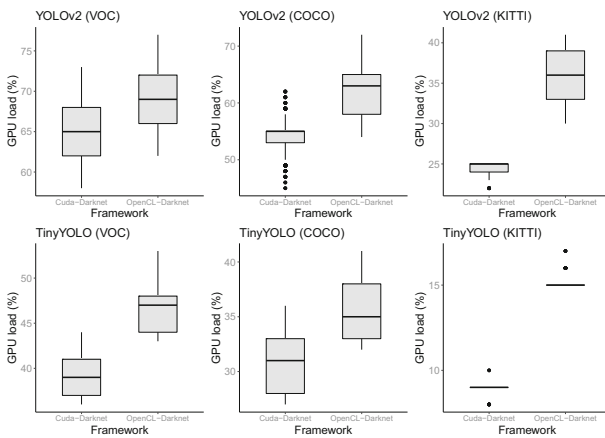 YOLOv2 (VOC)
GPU load (%)
75
70
65
60
Cuda-Darknet OpenCL-Darknet
Framework
YOLOv2 (COCO)
GPU load (%)
70
60
50
Cuda-Darknet OpenCL-Darknet
Framework
YOLOv2 (KITTI)
GPU load (%)
40
35
30
25
Cuda-Darknet OpenCL-Darknet
Framework
TinyYOLO (VOC)
GPU load (%)
50
45
40
Cuda-Darknet OpenCL-Darknet
Framework
TinyYOLO (COCO)
GPU load (%)
40
35
30
Cuda-Darknet OpenCL-Darknet
Framework
TinyYOLO (KITTI)
GPU load (%)
15
10
Cuda-Darknet OpenCL-Darknet
Framework